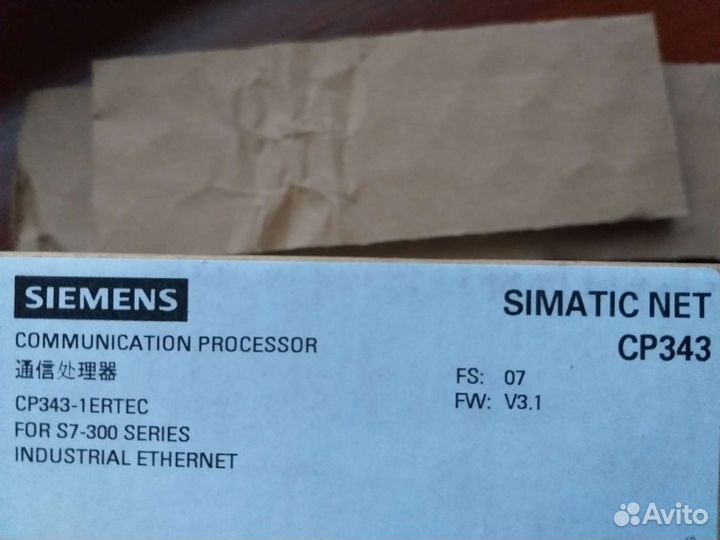 SIEMENS
SIMATIC NET
CP343
COMMUNICATION PROCESSOR
通信处理器
FS: 07
FW: V3.1
CP343-1ERTEC
FOR S7-300 SERIES
INDUSTRIAL ETHERNET
Avito